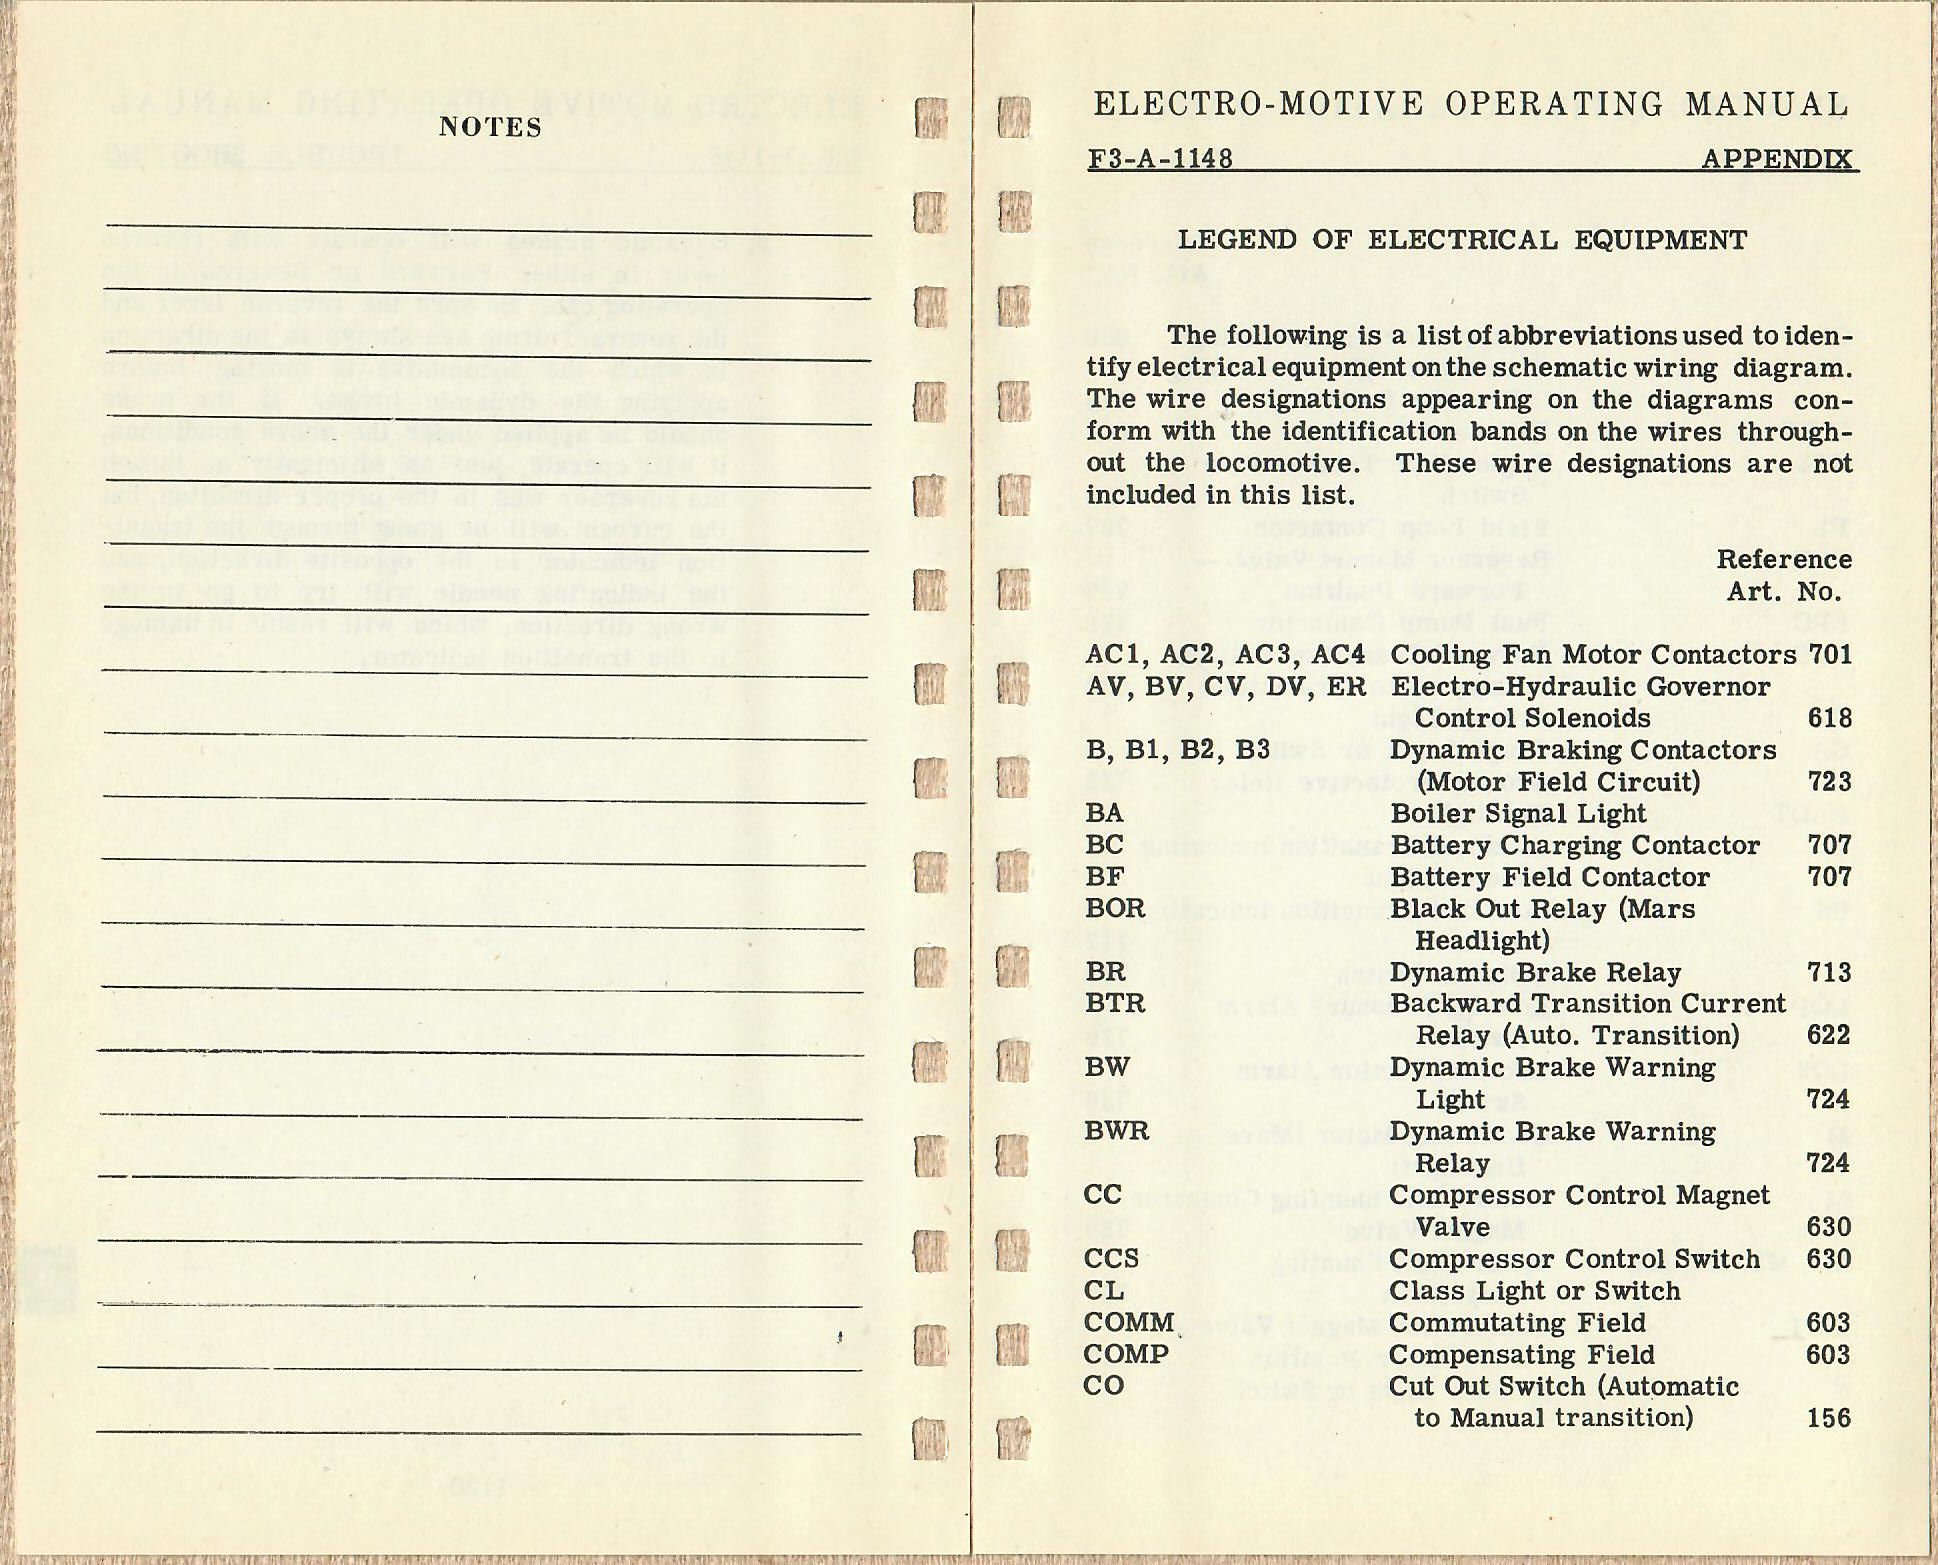 NOTES
ELECTRO-MOTIVE OPERATING MANUAL
F3-A-1148 APPENDIX
LEGEND OF ELECTRICAL EQUIPMENT
The following is a list of abbreviations used to iden-
tify electrical equipment on the schematic wiring diagram.
The wire designations appearing on the diagrams con-
form with the identification bands on the wires through-
out the locomotive. These wire designations are not
included in this list.
Reference
Art. No.
AC1, AC2, AC3, AC4 Cooling Fan Motor Contactors 701
AV, BV, CV, DV, ER Electro-Hydraulic Governor
Control Solenoids 618
B, B1, B2, B3 Dynamic Braking Contactors
(Motor Field Circuit) 723
BA Boiler Signal Light
BC Battery Charging Contactor 707
BF Battery Field Contactor 707
BOR Black Out Relay (Mars
Headlight)
BR Dynamic Brake Relay 713
BTR Backward Transition Current
Relay (Auto. Transition) 622
BW Dynamic Brake Warning
Light 724
BWR Dynamic Brake Warning
Relay 724
CC Compressor Control Magnet
Valve 630
CCS Compressor Control Switch 630
CL Class Light or Switch
COMM Commutating Field 603
COMP Compensating Field 603
CO Cut Out Switch (Automatic
to Manual transition) 156